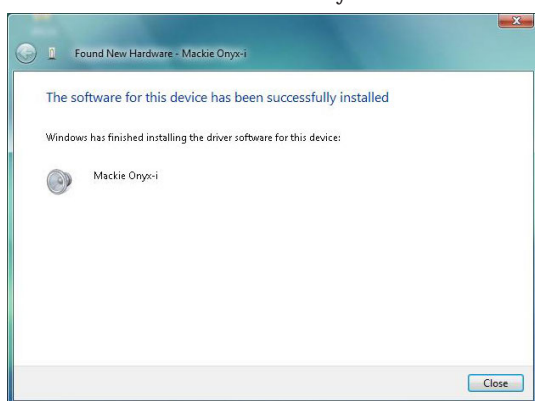 Found New Hardware - Mackie Onyx-i
The software for this device has been successfully installed
Windows has finished installing the driver software for this device:
Mackie Onyx-i
Close